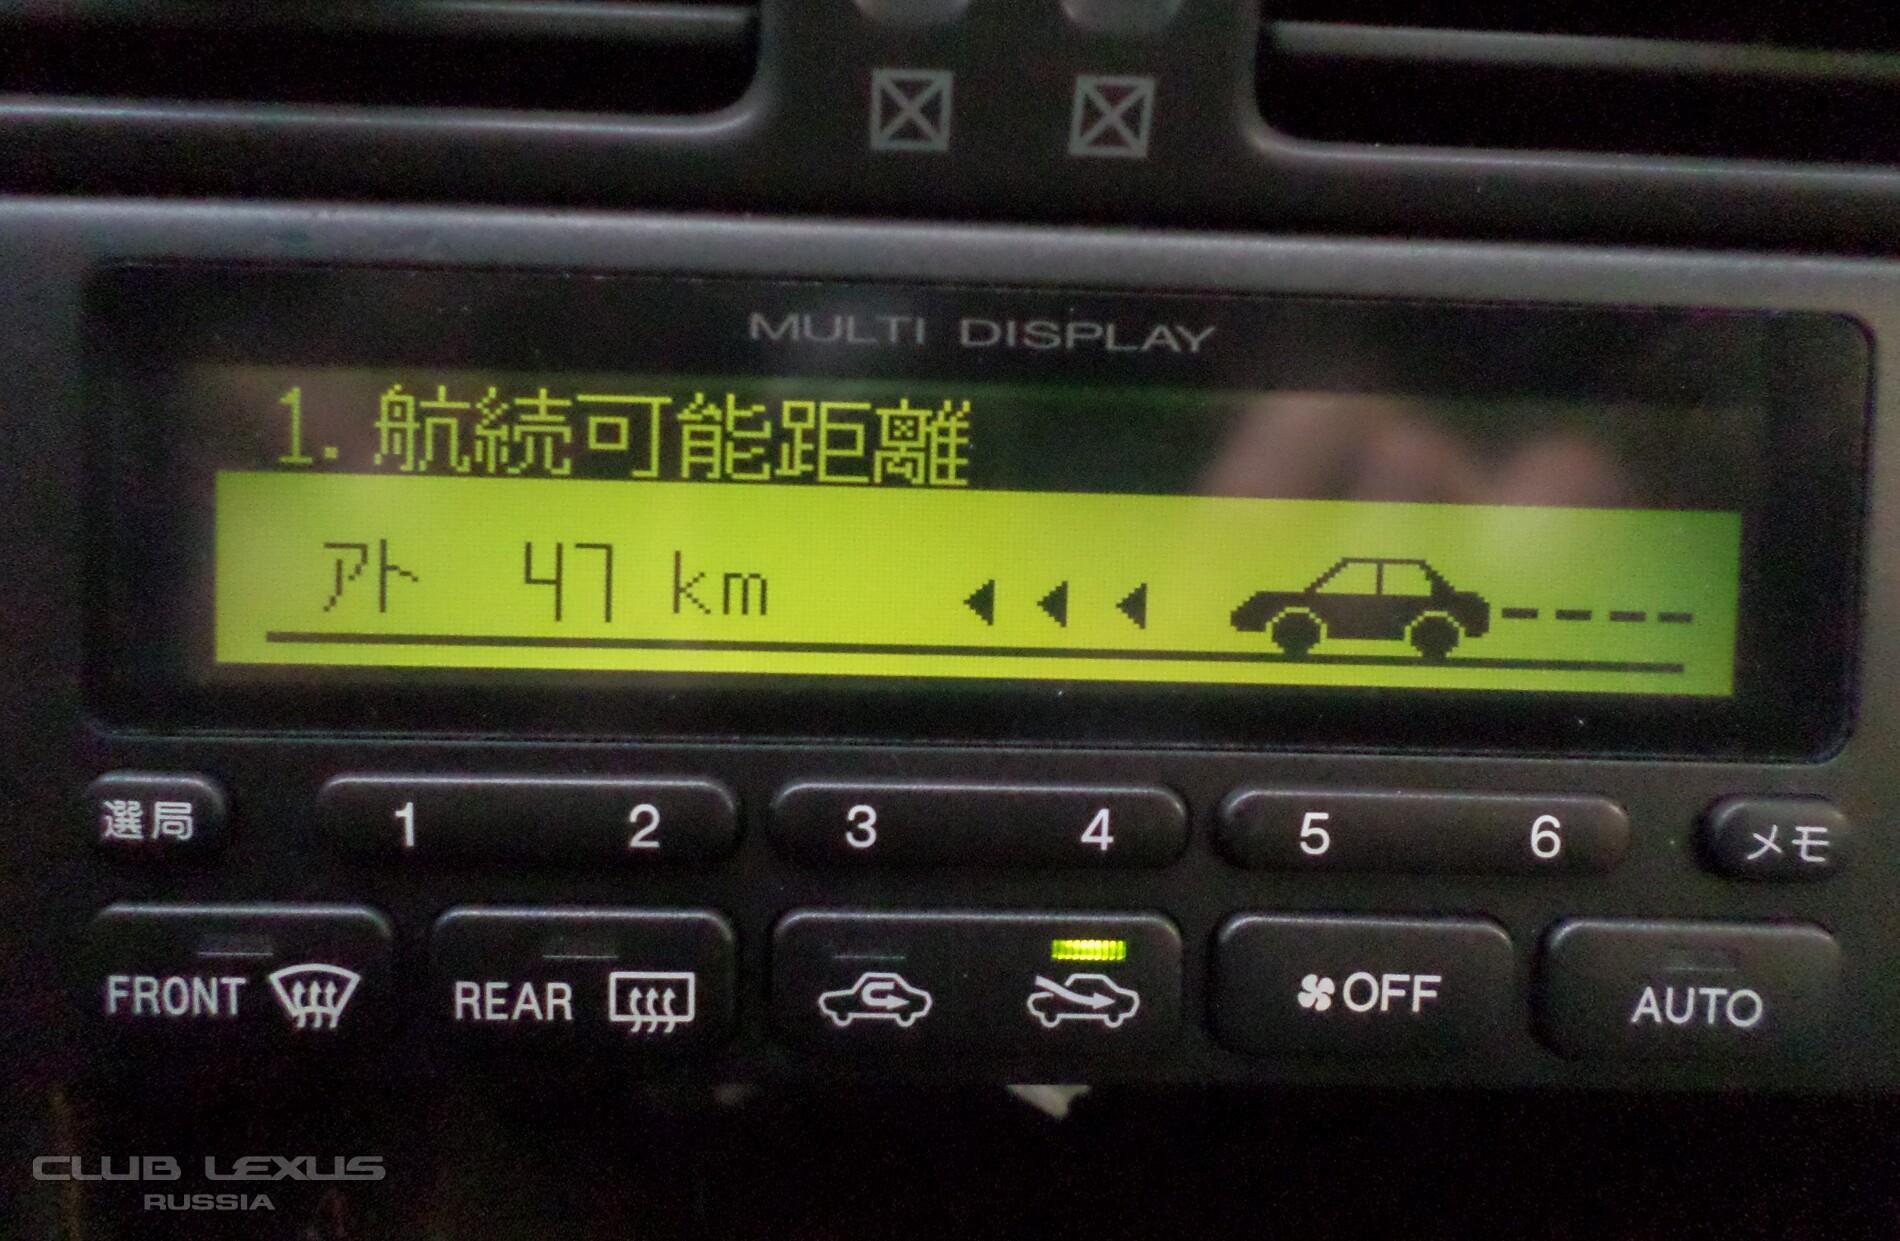 MULTI DISPLAY
1. 航続可能距離
アト 47 km
選局 1 2 3 4 5 6 メモ
FRONT REAR OFF AUTO
CLUB LEXUS
RUSSIA